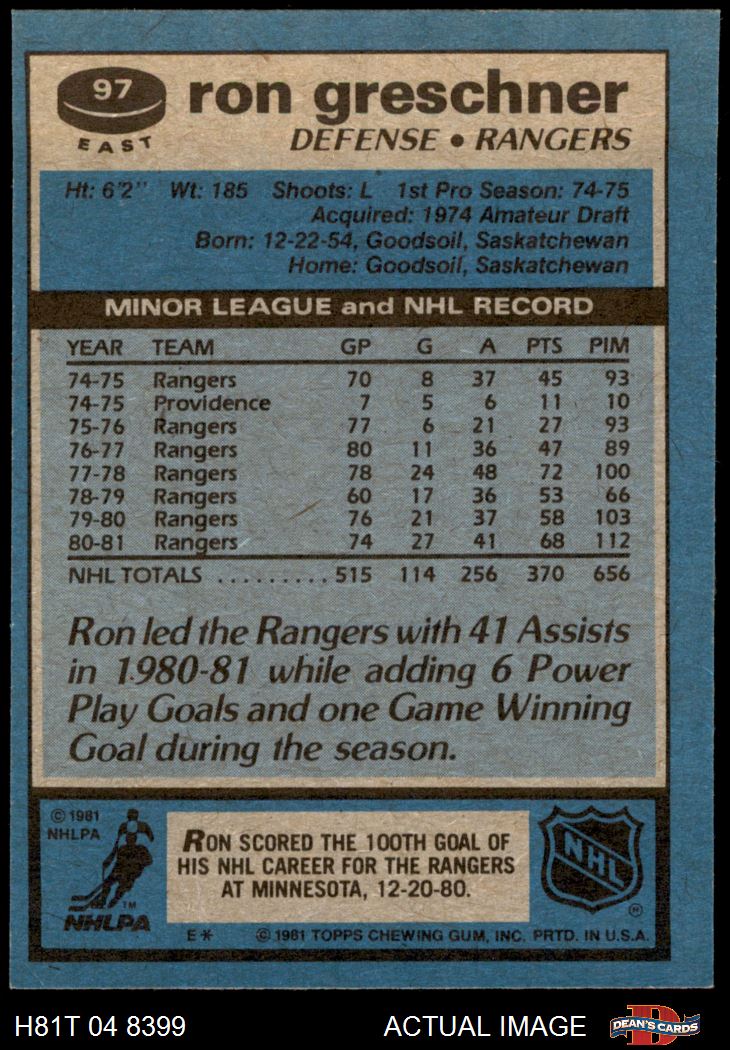 97
EAST
ron greschner
DEFENSE • RANGERS
Ht: 6'2" Wt: 185 Shoots: L 1st Pro Season: 74-75
Acquired: 1974 Amateur Draft
Born: 12-22-54, Goodsoil, Saskatchewan
Home: Goodsoil, Saskatchewan
MINOR LEAGUE and NHL RECORD
YEAR TEAM GP G A PTS PIM
74-75 Rangers 70 8 37 45 93
74-75 Providence 7 5 6 11 10
75-76 Rangers 77 6 21 27 93
76-77 Rangers 80 11 36 47 89
77-78 Rangers 78 24 48 72 100
78-79 Rangers 60 17 36 53 66
79-80 Rangers 76 21 37 58 103
80-81 Rangers 74 27 41 68 112
NHL TOTALS .......... 515 114 256 370 656
Ron led the Rangers with 41 Assists
in 1980-81 while adding 6 Power
Play Goals and one Game Winning
Goal during the season.
© 1981
NHLPA
TM
NHLPA
RON SCORED THE 100TH GOAL OF
HIS NHL CAREER FOR THE RANGERS
AT MINNESOTA, 12-20-80.
NHL
®
E* © 1981 TOPPS CHEWING GUM, INC. PRTD. IN U.S.A.
H81T 04 8399 ACTUAL IMAGE
D
DEAN'S CARDS